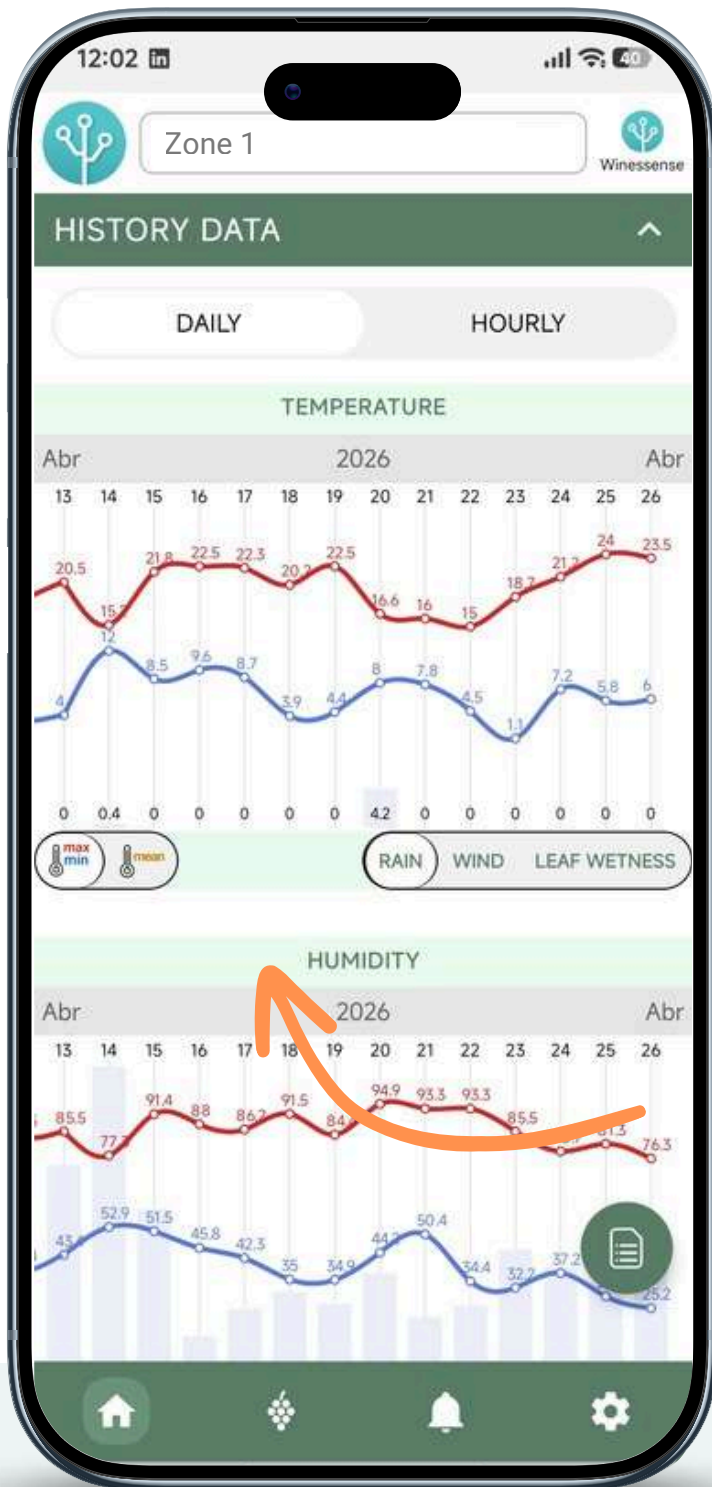 12:02 in 40
Zone 1
Winessense
HISTORY DATA
DAILY HOURLY
TEMPERATURE
Abr 2026 Abr
13 14 15 16 17 18 19 20 21 22 23 24 25 26
20.5 21.8 22.5 22.3 20.2 22.5 16.6 16 15 18.7 21.7 24 23.5
4 12 8.5 9.6 8.7 3.9 4.4 8 7.8 4.5 1.1 7.2 5.8 6
0 0.4 0 0 0 0 0 4.2 0 0 0 0 0 0
max
min mean RAIN WIND LEAF WETNESS
HUMIDITY
Abr 2026 Abr
13 14 15 16 17 18 19 20 21 22 23 24 25 26
85.5 91.4 88 86.2 91.5 94.9 93.3 93.3 85.5 76.3
52.9 51.5 45.8 42.3 35 34.9 50.4 34.4 32.2 37.2 25.2